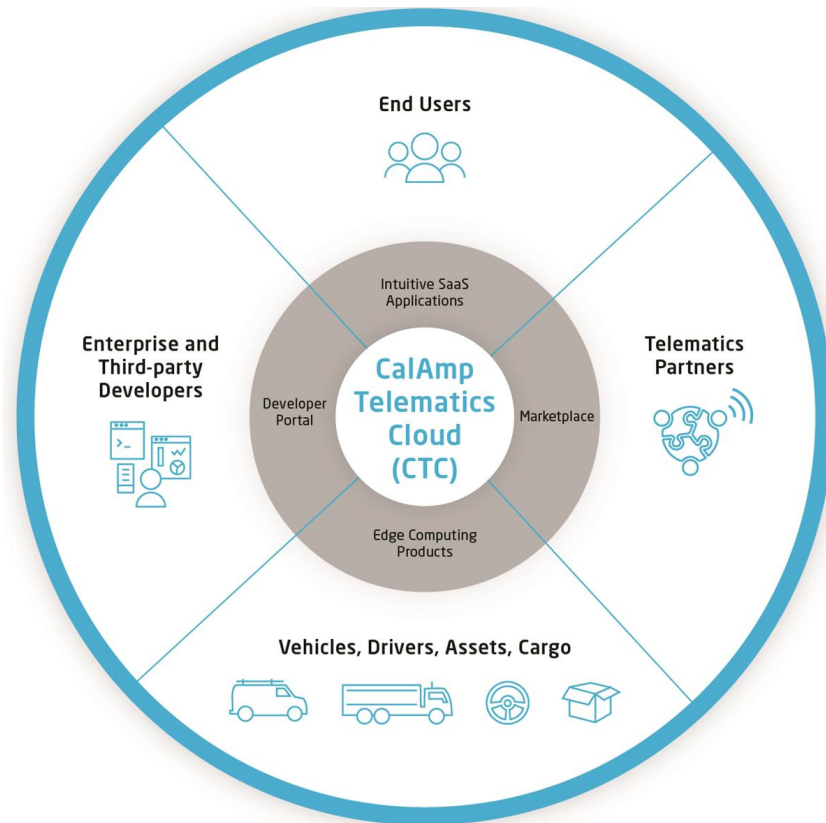 End Users
Intuitive SaaS
Applications
Enterprise and
Third-party
Developers
Developer
Portal
CalAmp
Telematics
Cloud
(CTC)
Marketplace
Telematics
Partners
Edge Computing
Products
Vehicles, Drivers, Assets, Cargo